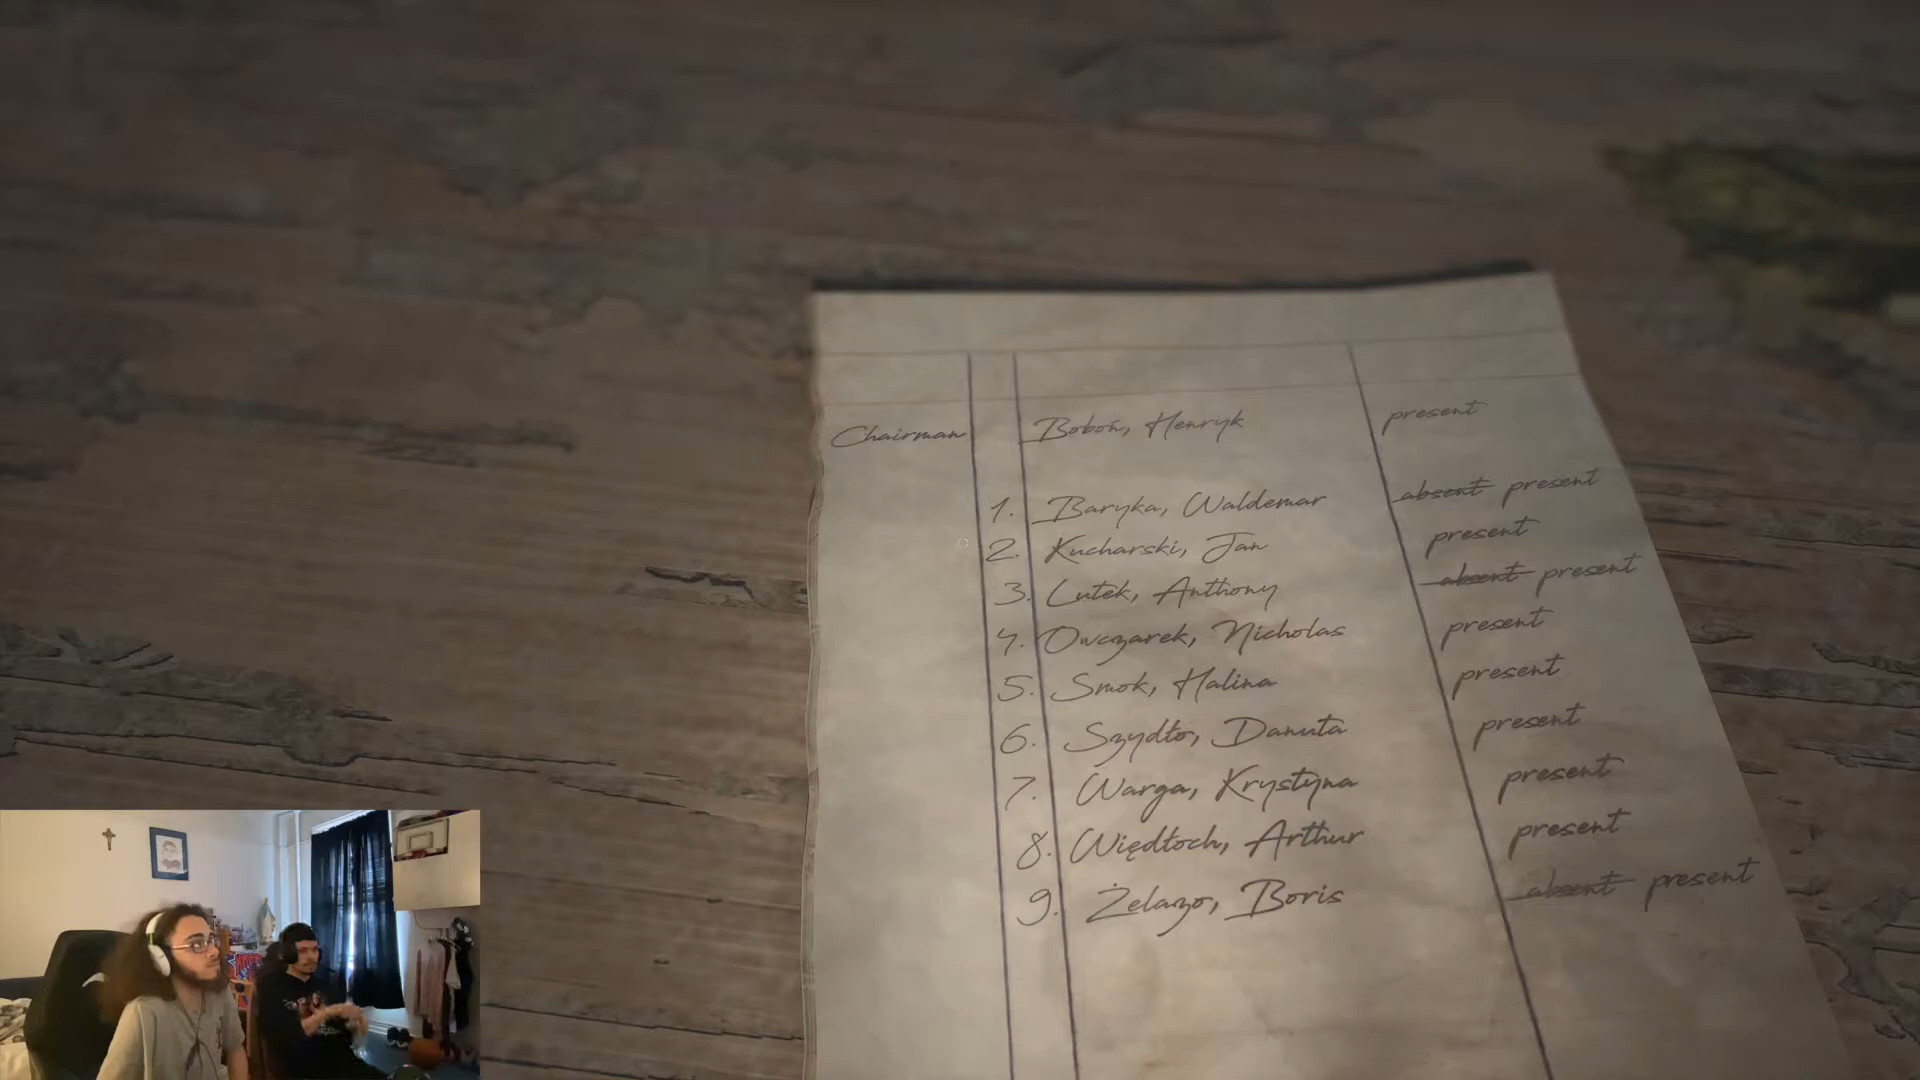 Chairman Boboń, Henryk present
1. Baryka, Waldemar absent present
2. Kucharski, Jan present
3. Lutek, Anthony absent present
4. Owczarek, Nicholas present
5. Smok, Halina present
6. Szydło, Danuta present
7. Warga, Krystyna present
8. Więdłoch, Arthur present
9. Żelazo, Boris absent present